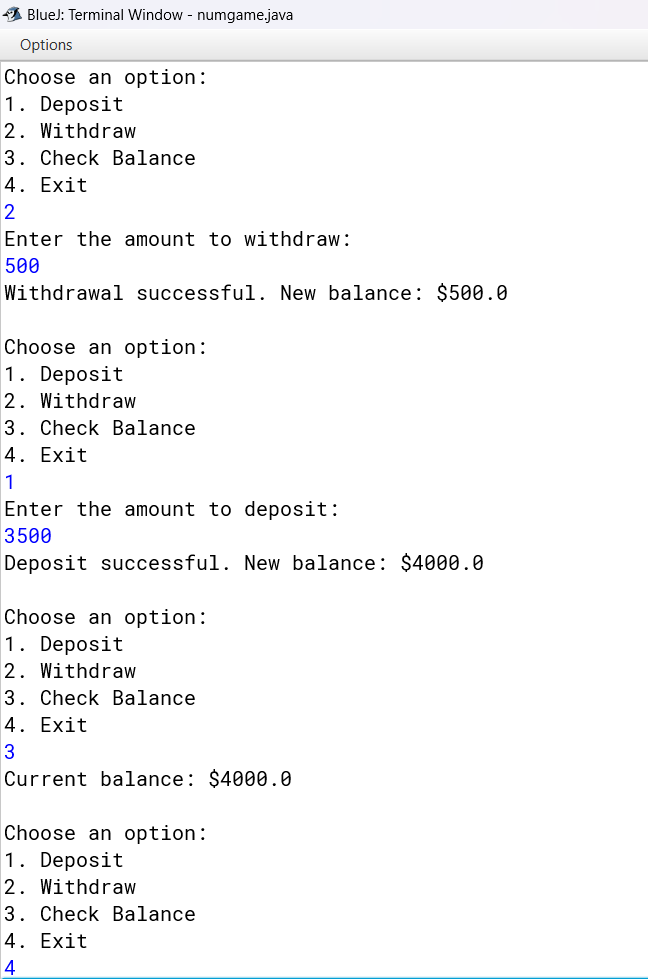 BlueJ: Terminal Window - numgame.java
Options
Choose an option:
1. Deposit
2. Withdraw
3. Check Balance
4. Exit
2
Enter the amount to withdraw:
500
Withdrawal successful. New balance: $500.0
Choose an option:
1. Deposit
2. Withdraw
3. Check Balance
4. Exit
1
Enter the amount to deposit:
3500
Deposit successful. New balance: $4000.0
Choose an option:
1. Deposit
2. Withdraw
3. Check Balance
4. Exit
3
Current balance: $4000.0
Choose an option:
1. Deposit
2. Withdraw
3. Check Balance
4. Exit
4